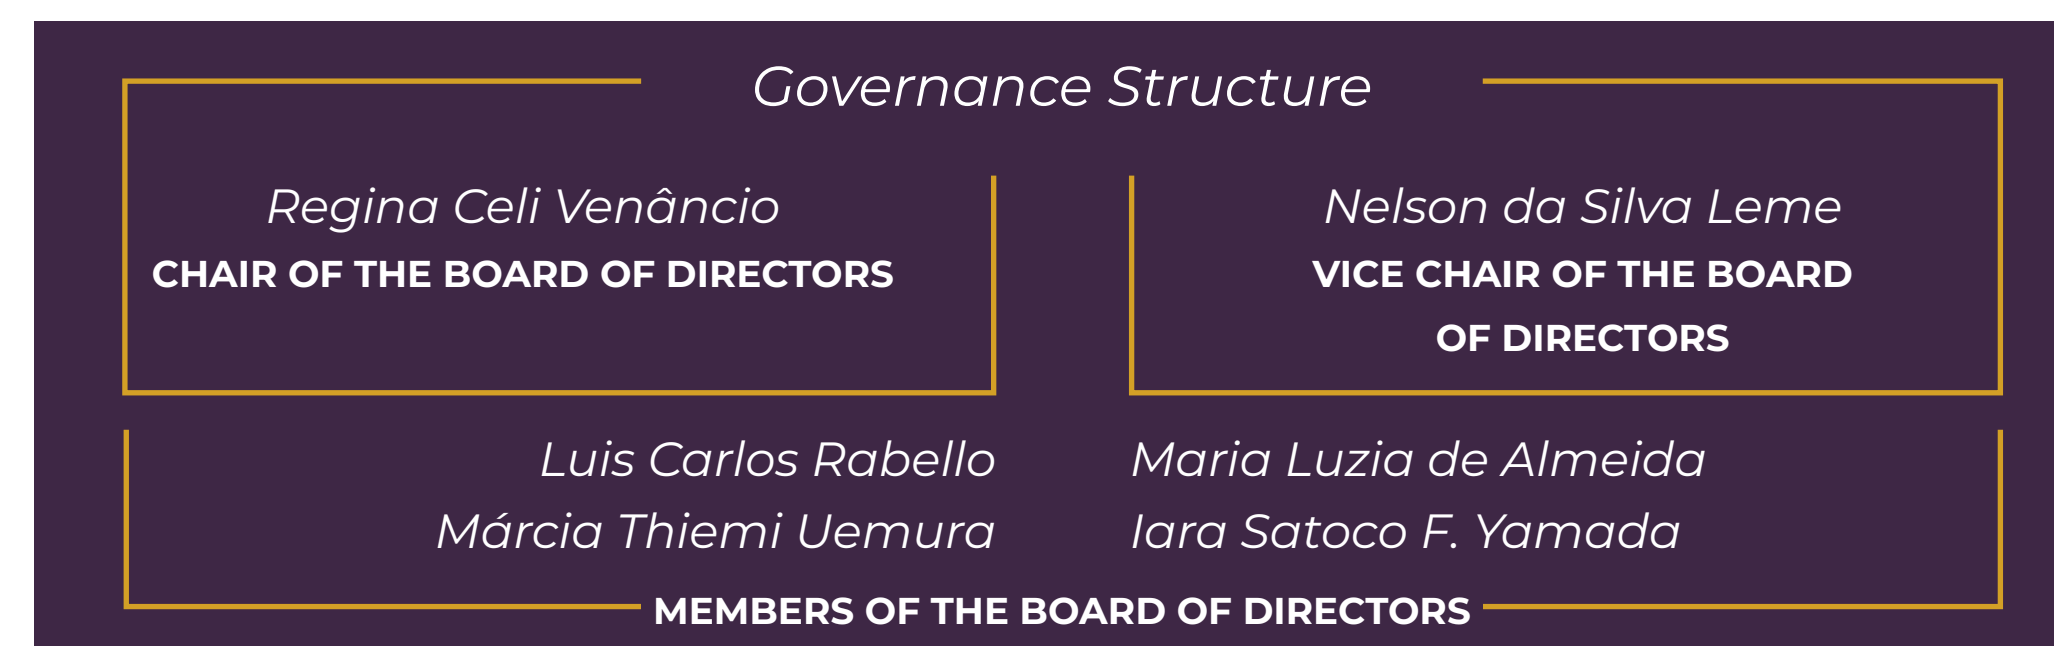 Governance Structure
Regina Celi Venâncio
CHAIR OF THE BOARD OF DIRECTORS
Nelson da Silva Leme
VICE CHAIR OF THE BOARD
OF DIRECTORS
Luis Carlos Rabello
Márcia Thiemi Uemura
Maria Luzia de Almeida
Iara Satoco F. Yamada
MEMBERS OF THE BOARD OF DIRECTORS